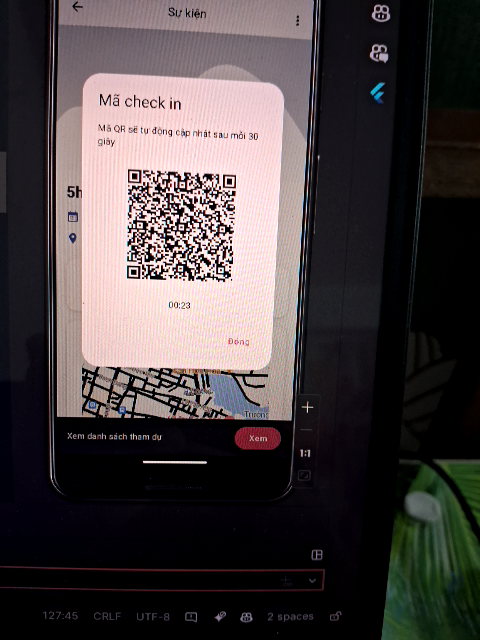 Sự kiện
Mã check in
Mã QR sẽ tự động cập nhật sau mỗi 30
giây
5h
00:23
Đóng
Xem danh sách tham dự
Xem
1:1
127:45 CRLF UTF-8 2 spaces